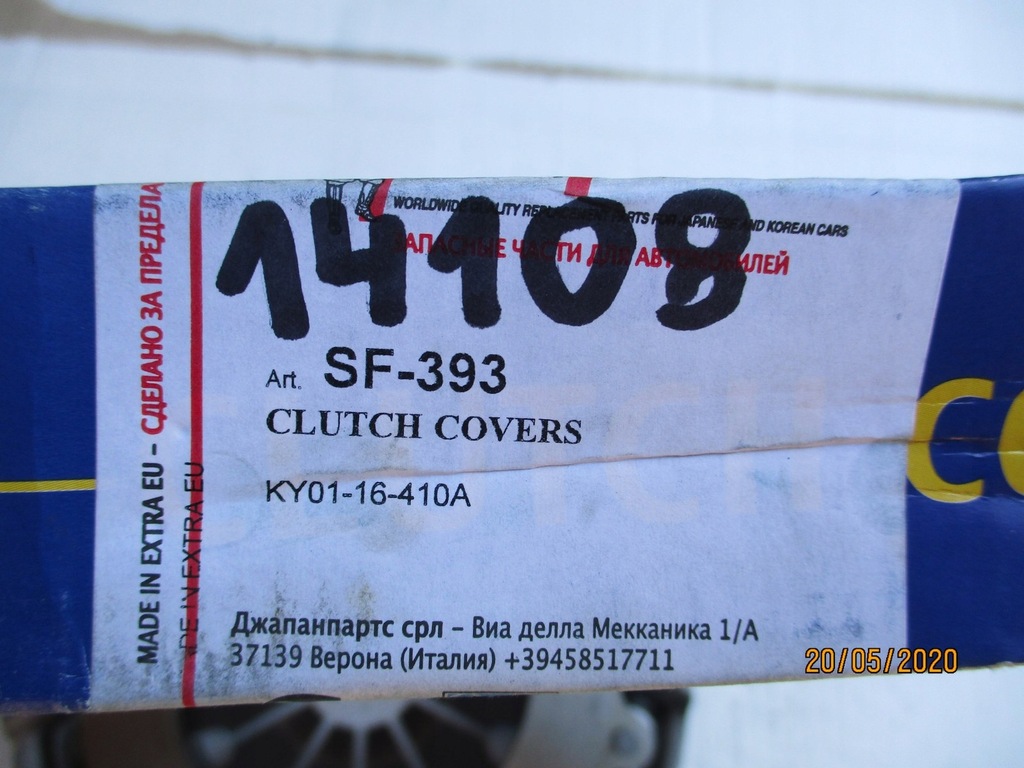 WORLDWIDE QUALITY REPLACEMENT PARTS FOR JAPANESE AND KOREAN CARS
ЗАПАСНЫЕ ЧАСТИ ДЛЯ АВТОМОБИЛЕЙ
14108
Art. SF-393
CLUTCH COVERS
KY01-16-410A
Джапанпартс срл – Виа делла Мекканика 1/А
37139 Верона (Италия) +39458517711
MADE IN EXTRA EU – СДЕЛАНО ЗА ПРЕДЕЛА
DE IN EXTRA EU
CO
20/05/2020